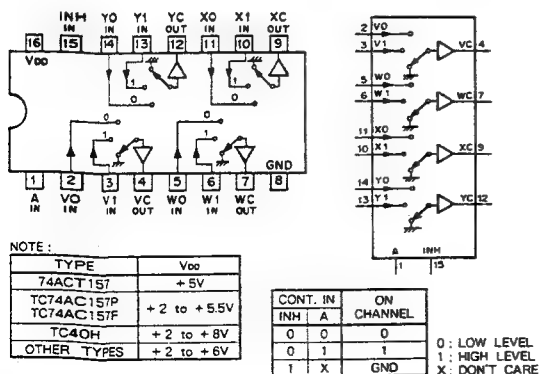 INH Y0 Y1 YC X0 X1 XC
IN IN IN OUT IN IN OUT
16 15 14 13 12 11 10 9
VDD
1 1
0 0
0 0
1 1
GND
1 2 3 4 5 6 7 8
A V0 V1 VC W0 W1 WC
IN IN IN OUT IN IN OUT
2 V0
3 V1 VC 4
5 W0
6 W1 WC 7
11 X0
10 X1 XC 9
14 Y0
13 Y1 YC 12
A INH
1 15
NOTE :
TYPE VDD
74ACT157 +5V
TC74AC157P
TC74AC157F +2 to +5.5V
TC40H +2 to +8V
OTHER TYPES +2 to +6V
CONT. IN ON
INH A CHANNEL
0 0 0
0 1 1
1 X GND
0 : LOW LEVEL
1 : HIGH LEVEL
X : DON'T CARE